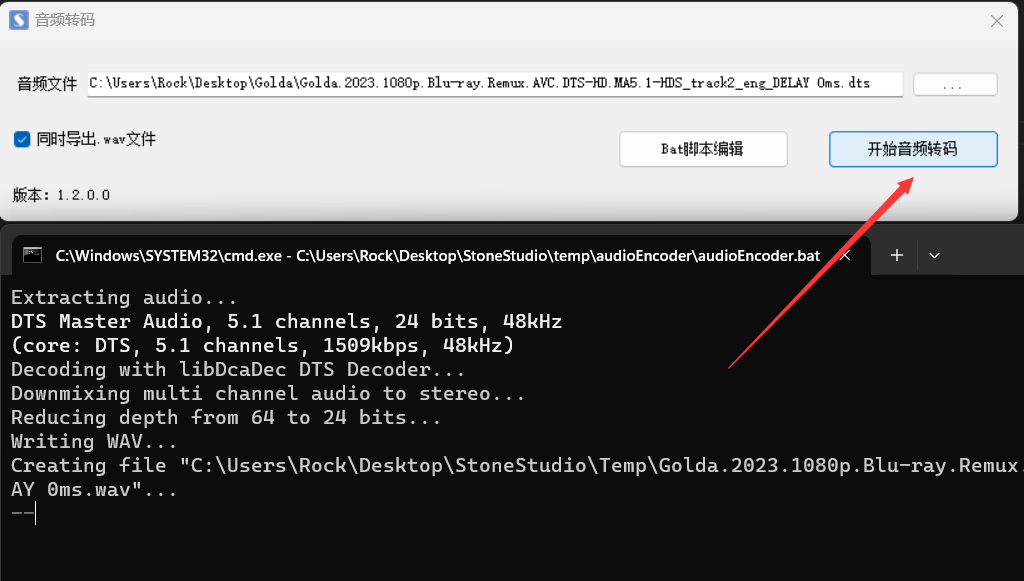 音频转码
音频文件 C:\Users\Rock\Desktop\Golda\Golda.2023.1080p.Blu-ray.Remux.AVC.DTS-HD.MA5.1-HDS_track2_eng_DELAY 0ms.dts ...
同时导出.wav文件
Bat脚本编辑 开始音频转码
版本：1.2.0.0
C:\Windows\SYSTEM32\cmd.exe - C:\Users\Rock\Desktop\StoneStudio\temp\audioEncoder\audioEncoder.bat
Extracting audio...
DTS Master Audio, 5.1 channels, 24 bits, 48kHz
(core: DTS, 5.1 channels, 1509kbps, 48kHz)
Decoding with libDcaDec DTS Decoder...
Downmixing multi channel audio to stereo...
Reducing depth from 64 to 24 bits...
Writing WAV...
Creating file "C:\Users\Rock\Desktop\StoneStudio\Temp\Golda.2023.1080p.Blu-ray.Remux.
AY 0ms.wav"...
--